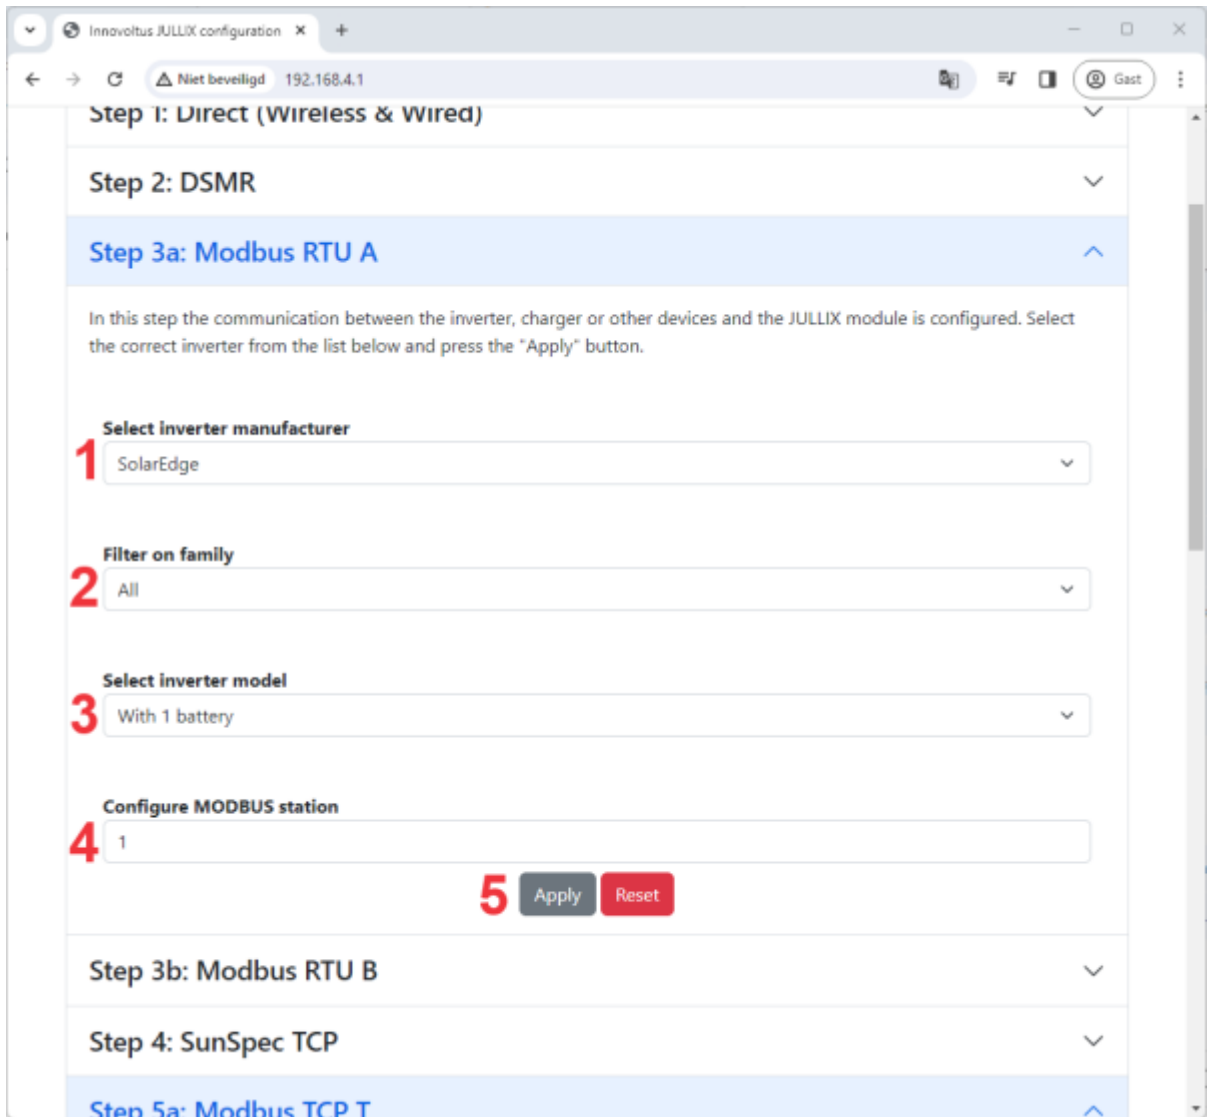 Innovoltus JULLIX configuration
Niet beveiligd 192.168.4.1
Gast
Step 1: Direct (Wireless & Wired)
Step 2: DSMR
Step 3a: Modbus RTU A
In this step the communication between the inverter, charger or other devices and the JULLIX module is configured. Select
the correct inverter from the list below and press the "Apply" button.
Select inverter manufacturer
1 SolarEdge
Filter on family
2 All
Select inverter model
3 With 1 battery
Configure MODBUS station
4 1
5 Apply Reset
Step 3b: Modbus RTU B
Step 4: SunSpec TCP
Step 5a: Modbus TCP T